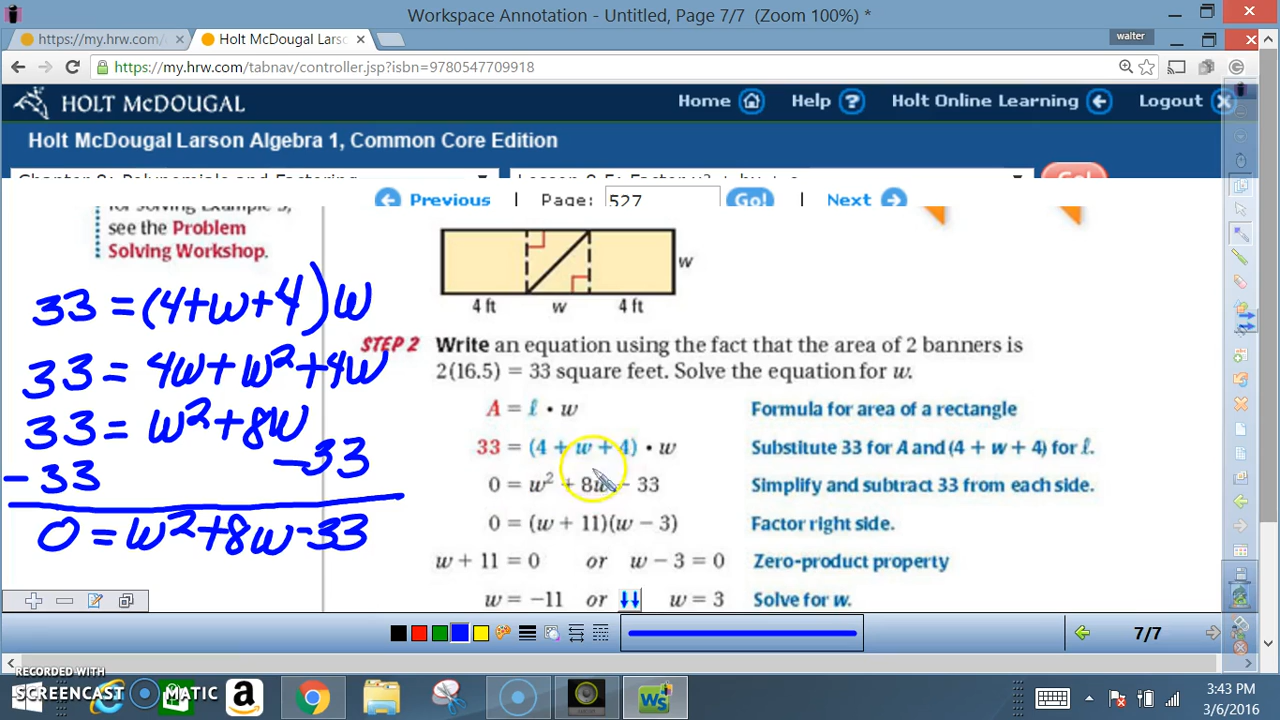 Workspace Annotation - Untitled, Page 7/7 (Zoom 100%) *
https://my.hrw.com/
Holt McDougal Lars
walter
https://my.hrw.com/tabnav/controller.jsp?isbn=9780547709918
HOLT McDOUGAL
Home
Help
Holt Online Learning
Logout
Holt McDougal Larson Algebra 1, Common Core Edition
Previous
Page:
527
Go!
Next
see the Problem
Solving Workshop.
w
4 ft
w
4 ft
33 = (4+w+4)w
33 = 4w+w²+4w
33 = w²+8w
-33 -33
0 = w²+8w-33
STEP 2 Write an equation using the fact that the area of 2 banners is
2(16.5) = 33 square feet. Solve the equation for w.
A = ℓ • w Formula for area of a rectangle
33 = (4 + w + 4) • w Substitute 33 for A and (4 + w + 4) for ℓ.
0 = w² + 8w − 33 Simplify and subtract 33 from each side.
0 = (w + 11)(w − 3) Factor right side.
w + 11 = 0 or w − 3 = 0 Zero-product property
w = −11 or w = 3 Solve for w.
7/7
RECORDED WITH
SCREENCAST MATIC
3:43 PM
3/6/2016